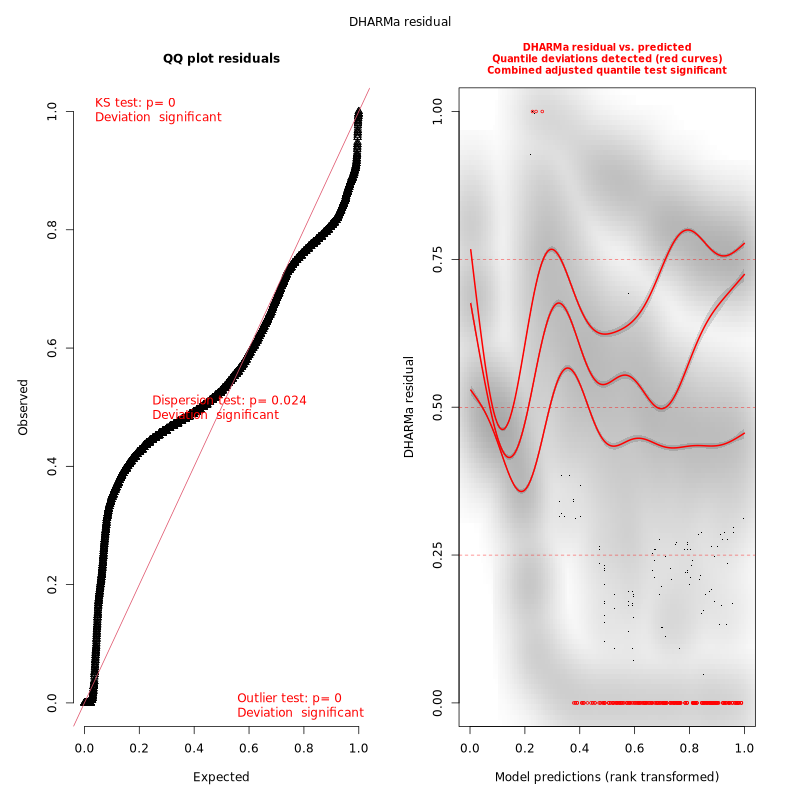 DHARMa residual
QQ plot residuals
KS test: p= 0
Deviation  significant
Dispersion test: p= 0.024
Deviation  significant
Outlier test: p= 0
Deviation  significant
Observed
0.0
0.2
0.4
0.6
0.8
1.0
0.0
0.2
0.4
0.6
0.8
1.0
Expected
DHARMa residual vs. predicted
Quantile deviations detected (red curves)
Combined adjusted quantile test significant
DHARMa residual
0.00
0.25
0.50
0.75
1.00
0.0
0.2
0.4
0.6
0.8
1.0
Model predictions (rank transformed)